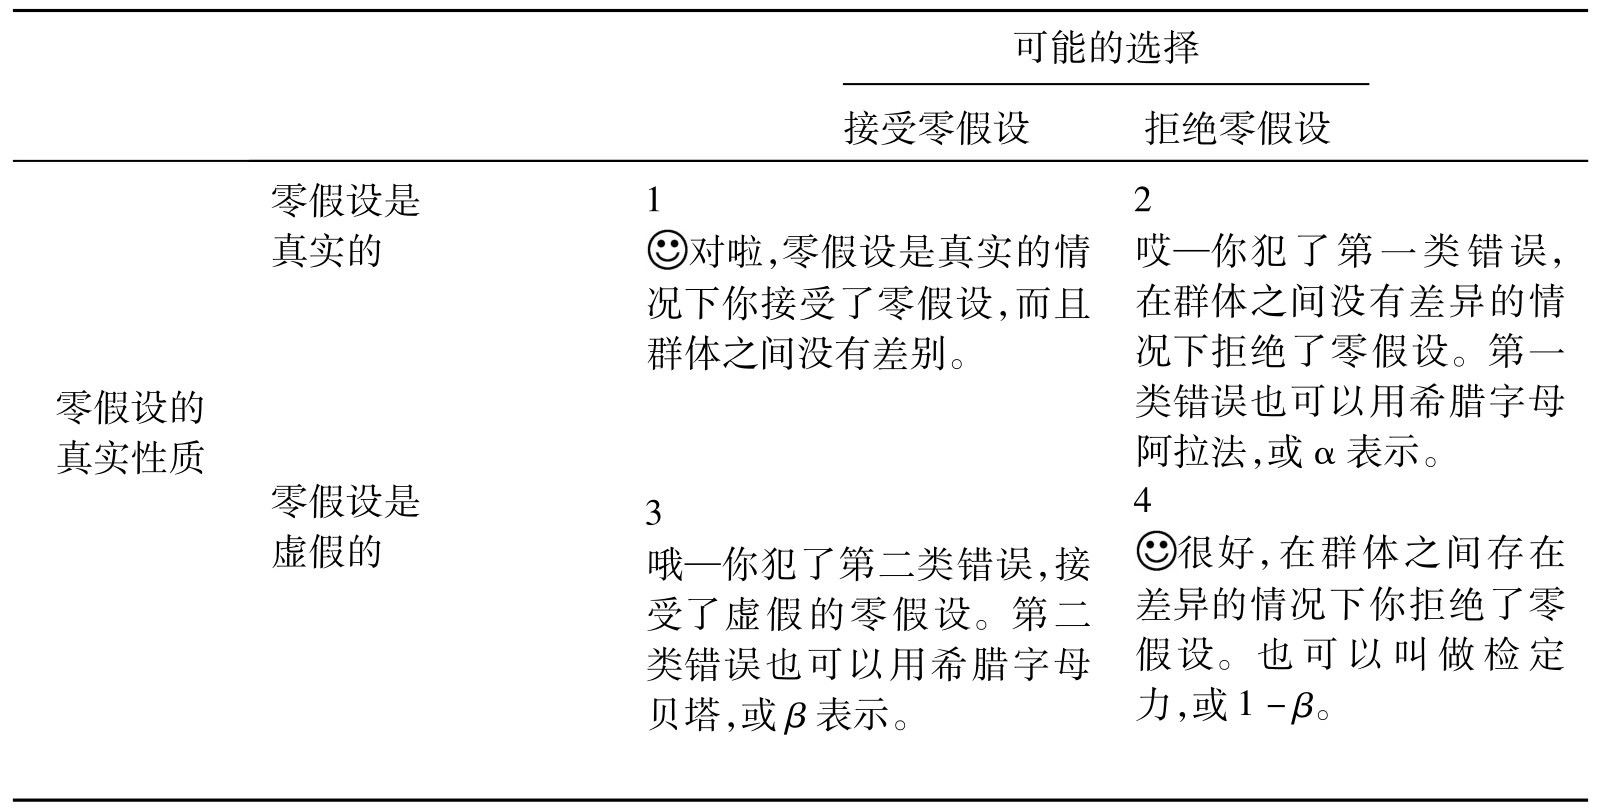 可能的选择
接受零假设 拒绝零假设
零假设的
真实性质
零假设是
真实的
1
☺对啦,零假设是真实的情
况下你接受了零假设,而且
群体之间没有差别。
2
哎—你犯了第一类错误,
在群体之间没有差异的情
况下拒绝了零假设。第一
类错误也可以用希腊字母
阿拉法,或 α 表示。
零假设是
虚假的
3
哦—你犯了第二类错误,接
受了虚假的零假设。第二
类错误也可以用希腊字母
贝塔,或 β 表示。
4
☺很好,在群体之间存在
差异的情况下你拒绝了零
假设。也可以叫做检定
力,或 1 – β。